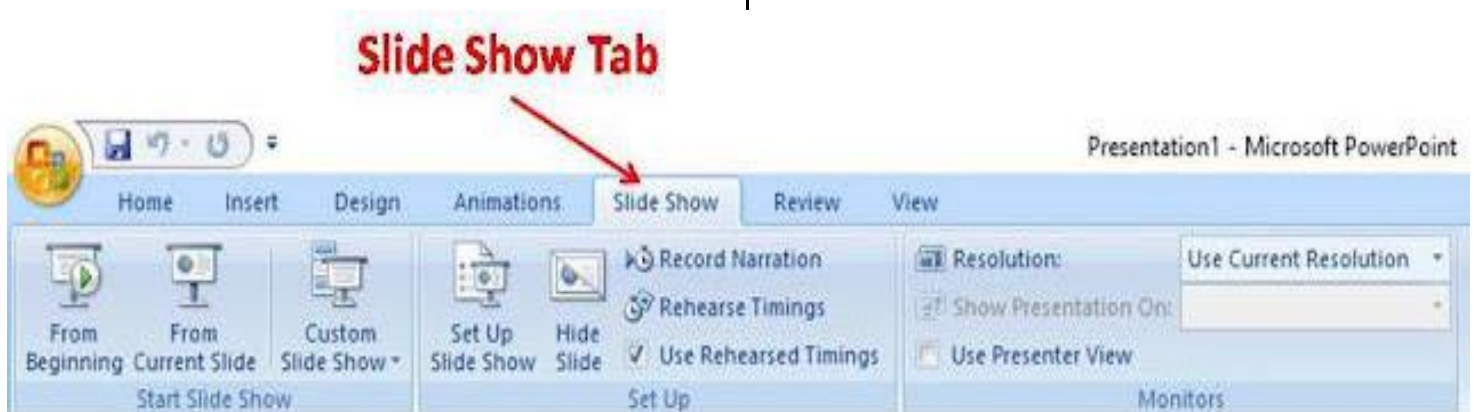 Slide Show Tab
Presentation1 - Microsoft PowerPoint
Home Insert Design Animations Slide Show Review View
From Beginning
From Current Slide
Custom Slide Show
Start Slide Show
Set Up Slide Show
Hide Slide
Record Narration
Rehearse Timings
Use Rehearsed Timings
Set Up
Resolution: Use Current Resolution
Show Presentation On:
Use Presenter View
Monitors